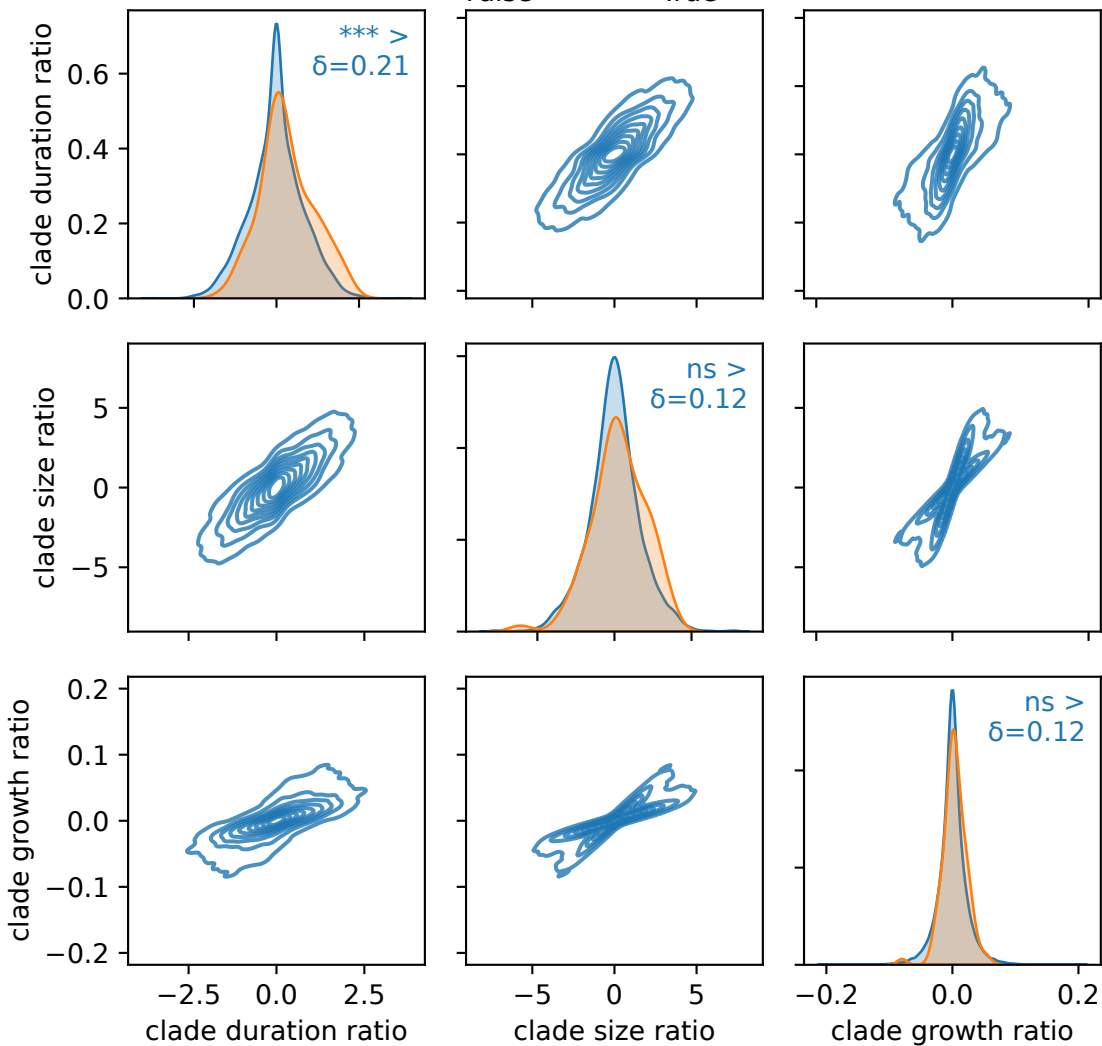 clade duration ratio
0.6
0.4
0.2
0.0
*** >
δ=0.21
clade size ratio
5
0
−5
ns >
δ=0.12
clade growth ratio
0.2
0.1
0.0
−0.1
−0.2
ns >
δ=0.12
−2.5 0.0 2.5
clade duration ratio
−5 0 5
clade size ratio
−0.2 0.0 0.2
clade growth ratio